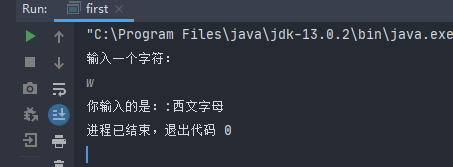 Run:
first
"C:\Program Files\java\jdk-13.0.2\bin\java.exe
输入一个字符:
W
你输入的是：:西文字母
进程已结束，退出代码 0